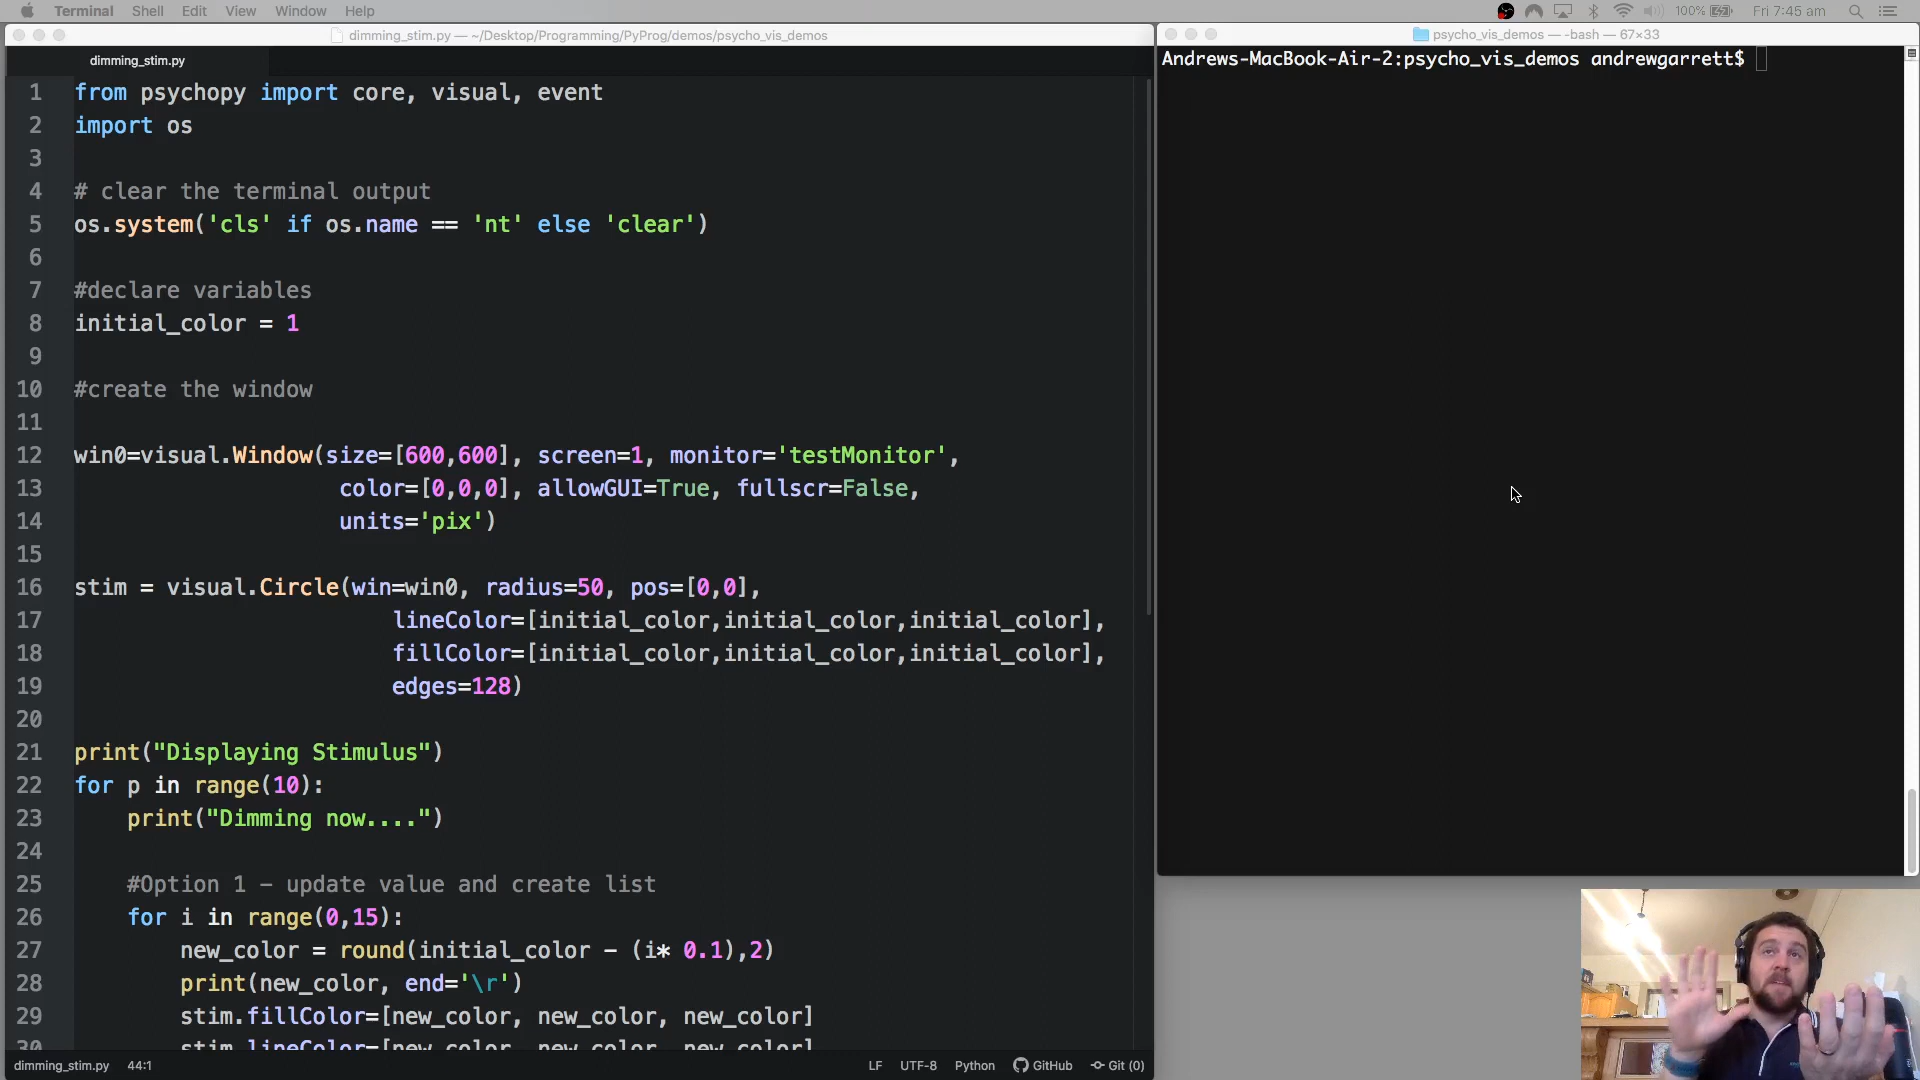 Terminal Shell Edit View Window Help
100% Fri 7:45 am
dimming_stim.py — ~/Desktop/Programming/PyProg/demos/psycho_vis_demos
dimming_stim.py
1 from psychopy import core, visual, event
2 import os
3
4 # clear the terminal output
5 os.system('cls' if os.name == 'nt' else 'clear')
6
7 #declare variables
8 initial_color = 1
9
10 #create the window
11
12 win0=visual.Window(size=[600,600], screen=1, monitor='testMonitor',
13 color=[0,0,0], allowGUI=True, fullscr=False,
14 units='pix')
15
16 stim = visual.Circle(win=win0, radius=50, pos=[0,0],
17 lineColor=[initial_color,initial_color,initial_color],
18 fillColor=[initial_color,initial_color,initial_color],
19 edges=128)
20
21 print("Displaying Stimulus")
22 for p in range(10):
23 print("Dimming now....")
24
25 #Option 1 – update value and create list
26 for i in range(0,15):
27 new_color = round(initial_color - (i* 0.1),2)
28 print(new_color, end='\r')
29 stim.fillColor=[new_color, new_color, new_color]
30 stim.lineColor=[new_color, new_color, new_color]
dimming_stim.py 44:1 LF UTF-8 Python GitHub Git (0)
psycho_vis_demos — -bash — 67×33
Andrews-MacBook-Air-2:psycho_vis_demos andrewgarrett$